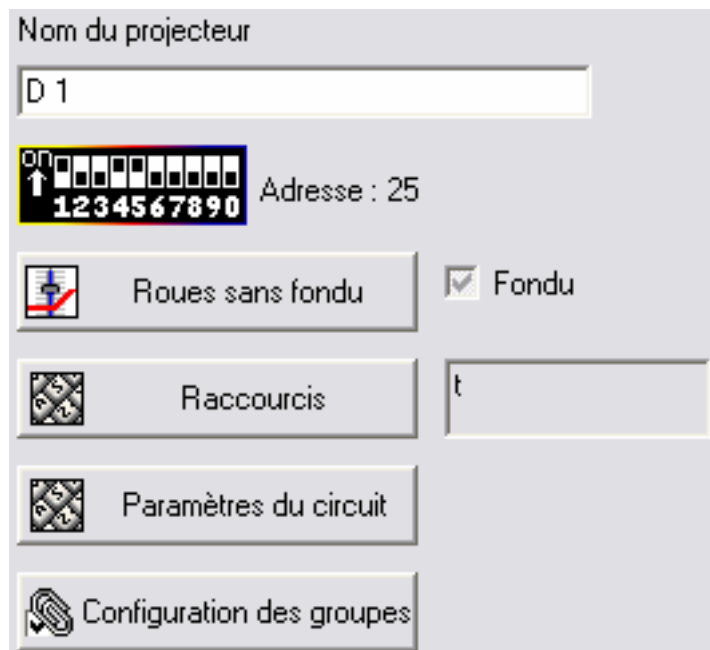 Nom du projecteur
D 1
on
1234567890
Adresse : 25
Roues sans fondu
Fondu
Raccourcis
t
Paramètres du circuit
Configuration des groupes